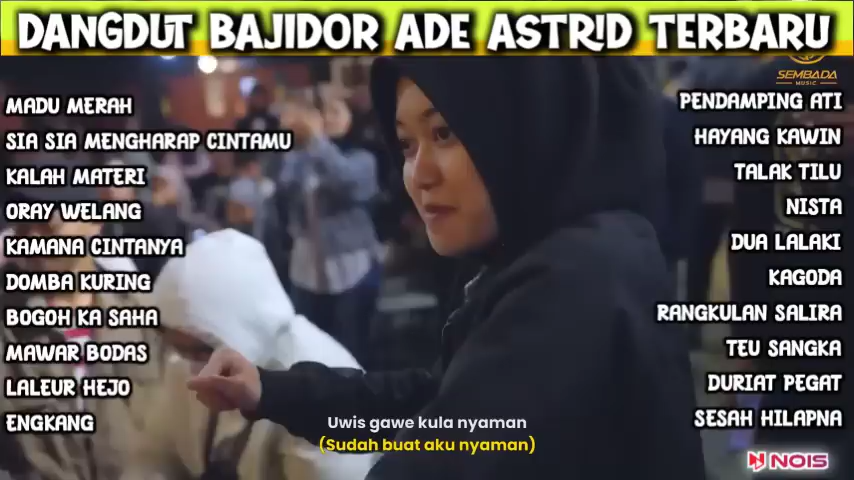 DANGDUT BAJIDOR ADE ASTRID TERBARU
SEMBADA
MUSIC
MADU MERAH
SIA SIA MENGHARAP CINTAMU
KALAH MATERI
ORAY WELANG
KAMANA CINTANYA
DOMBA KURING
BOGOH KA SAHA
MAWAR BODAS
LALEUR HEJO
ENGKANG
PENDAMPING ATI
HAYANG KAWIN
TALAK TILU
NISTA
DUA LALAKI
KAGODA
RANGKULAN SALIRA
TEU SANGKA
DURIAT PEGAT
SESAH HILAPNA
Uwis gawe kula nyaman
(Sudah buat aku nyaman)
NOIS